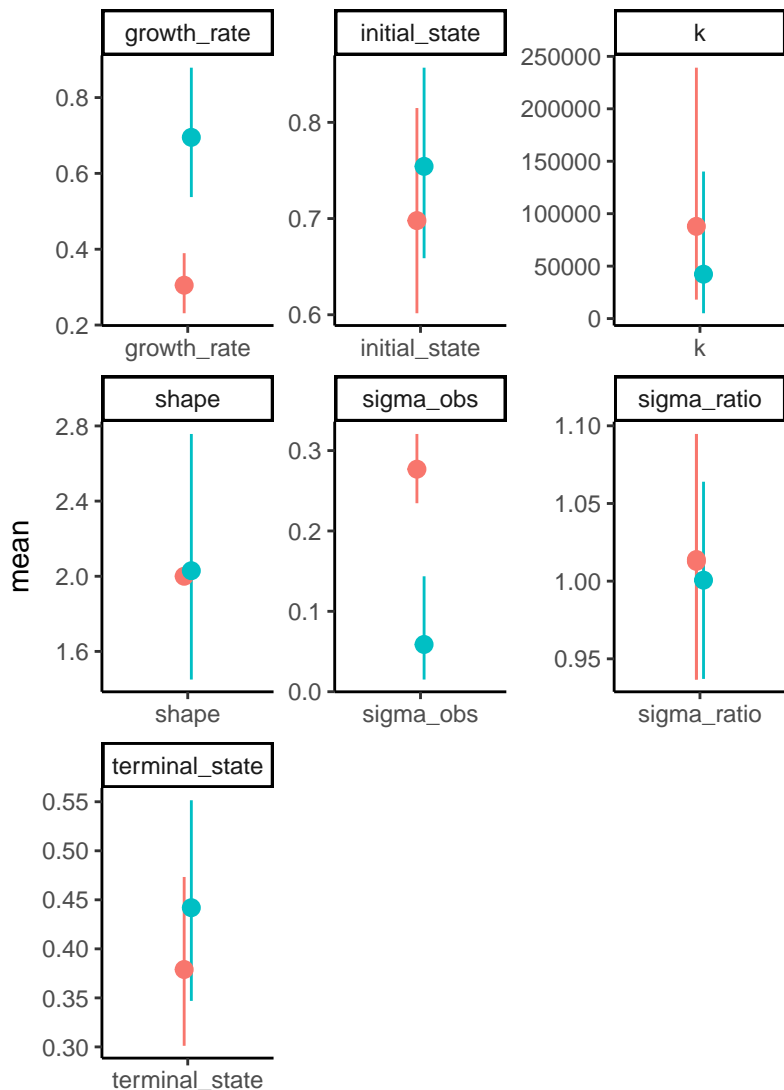 growth_rate
initial_state
k
0.8
0.6
0.4
0.2
0.8
0.7
0.6
250000
200000
150000
100000
50000
0
growth_rate
initial_state
k
shape
sigma_obs
sigma_ratio
2.8
2.4
2.0
1.6
0.3
0.2
0.1
0.0
1.10
1.05
1.00
0.95
mean
shape
sigma_obs
sigma_ratio
terminal_state
0.55
0.50
0.45
0.40
0.35
0.30
terminal_state